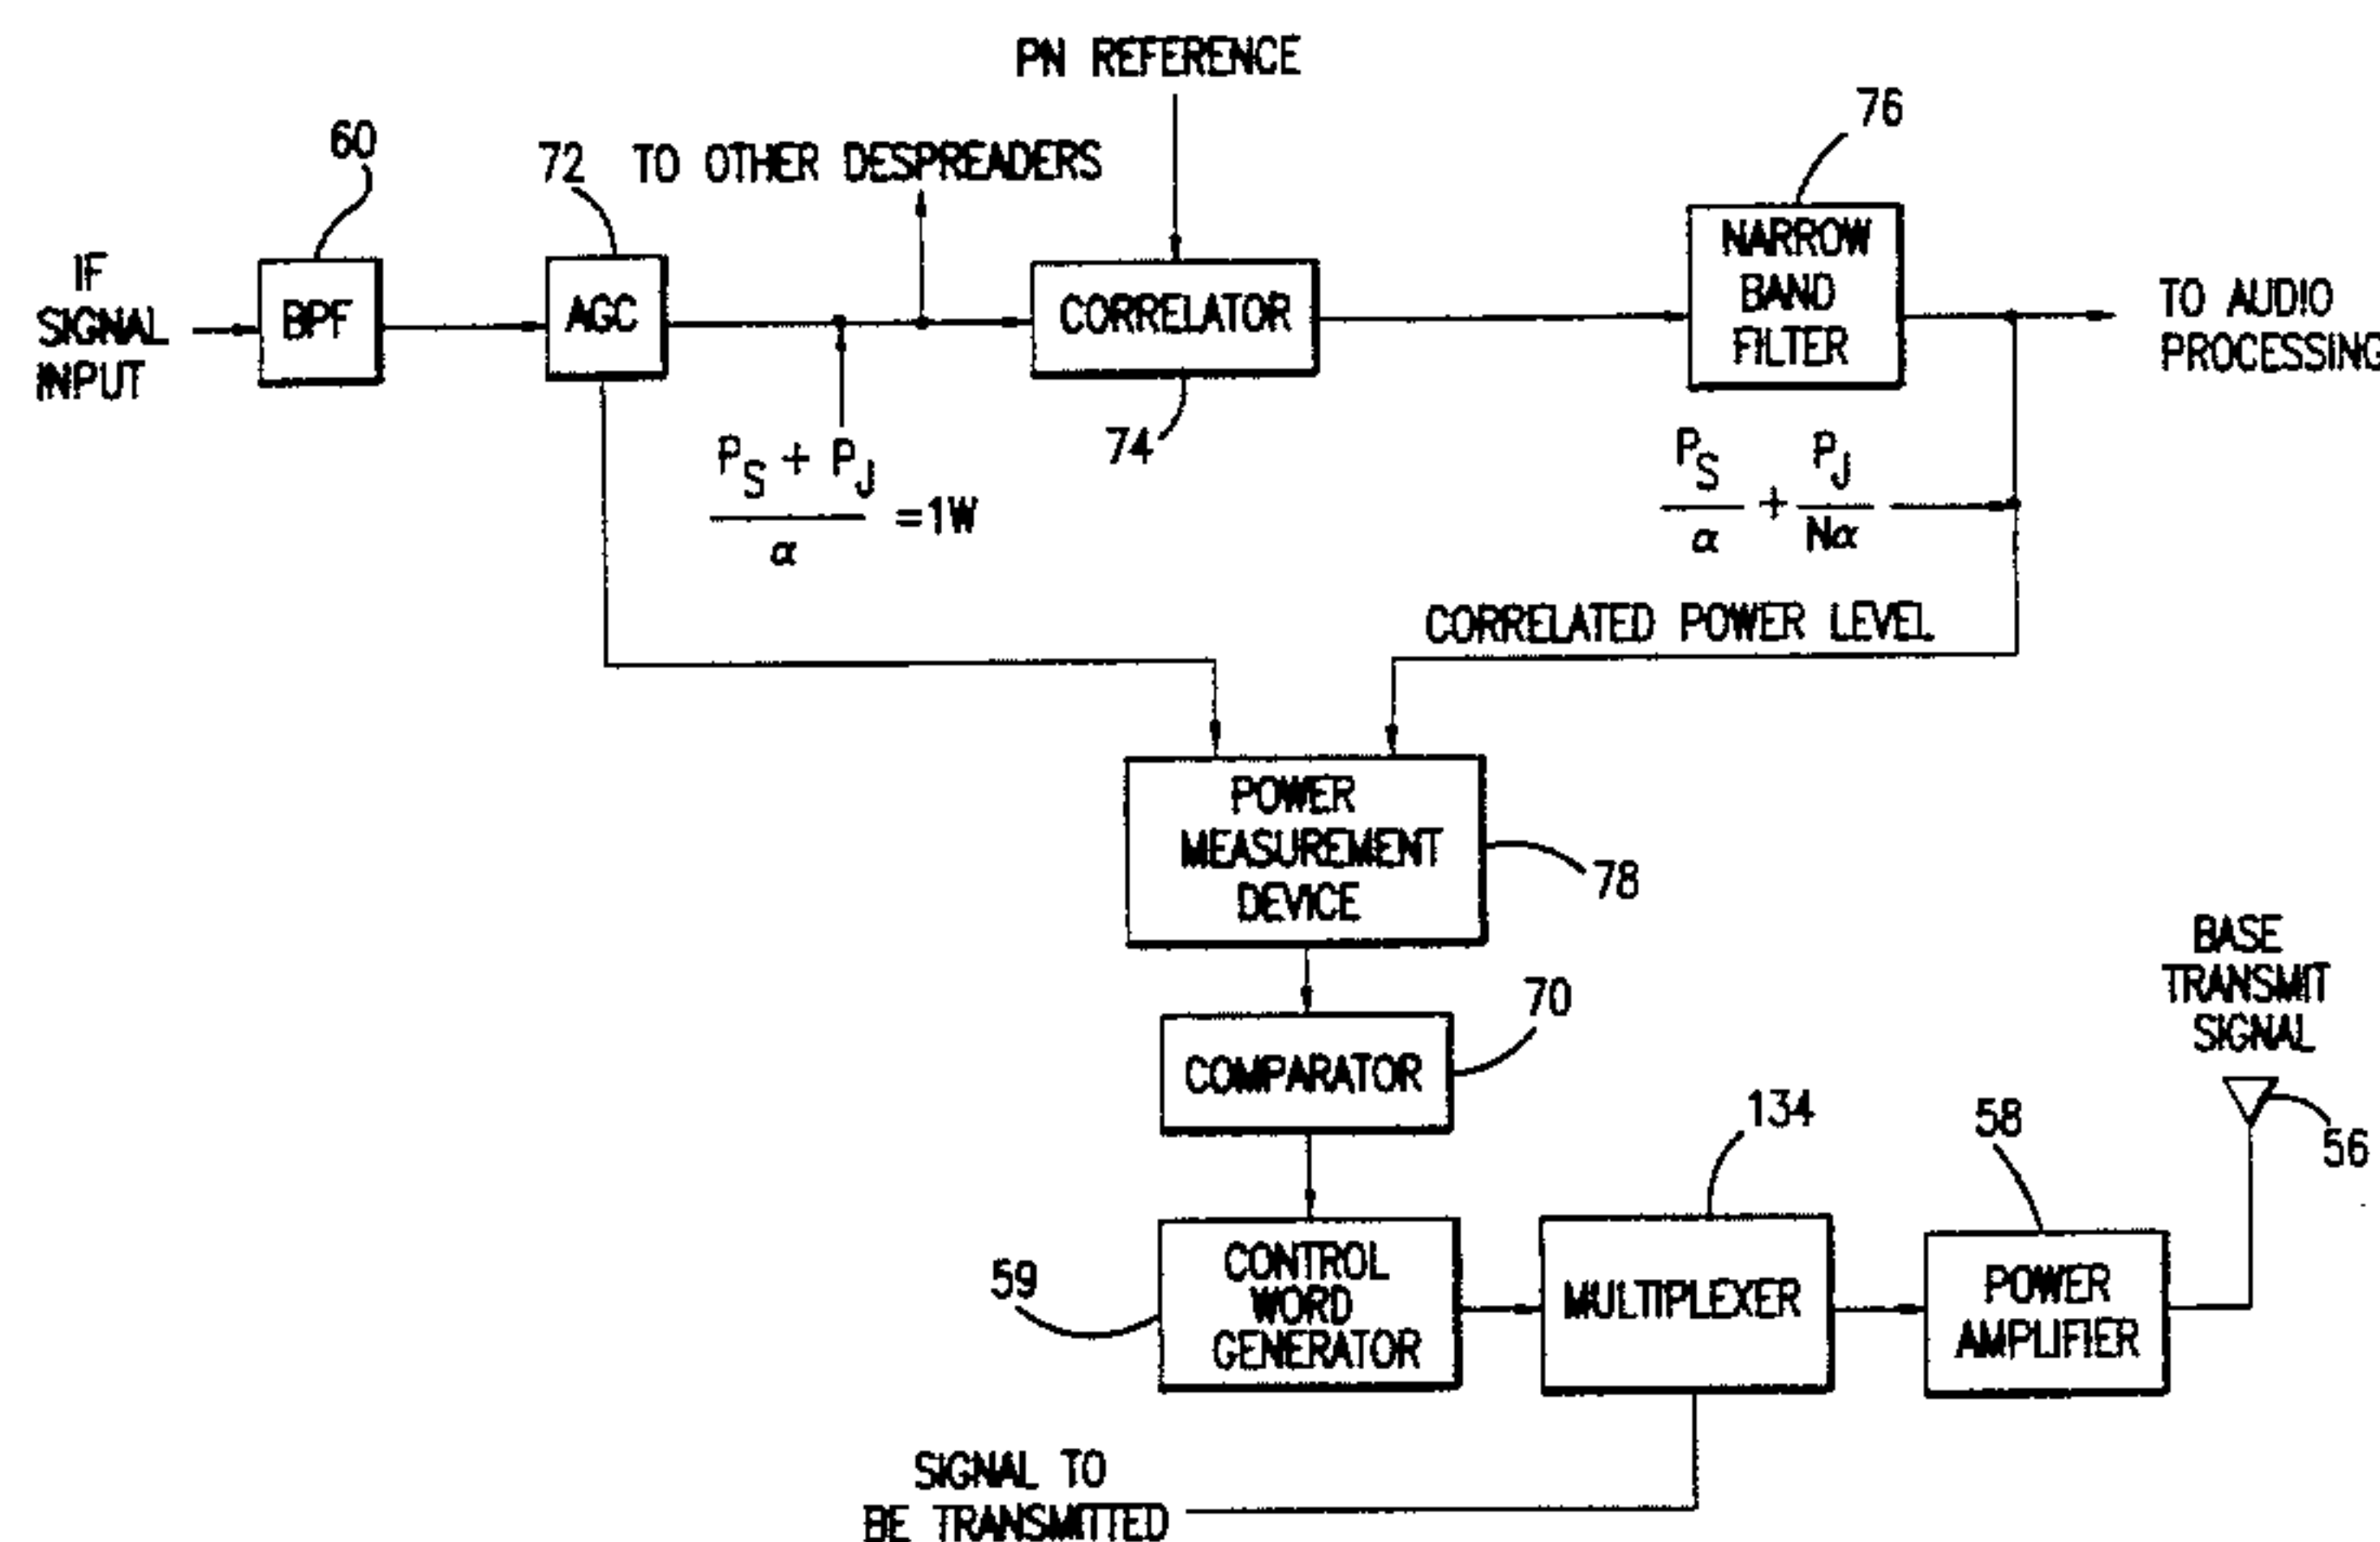 PN REFERENCE
60
72
TO OTHER DESPREADERS
76
IF
SIGNAL
INPUT
BPF
AGC
CORRELATOR
NARROW
BAND
FILTER
TO AUDIO
PROCESSING
74
P_S + P_J
α
=1W
P_S
α
+
P_J
Nα
CORRELATED POWER LEVEL
POWER
MEASUREMENT
DEVICE
78
COMPARATOR
70
BASE
TRANSMIT
SIGNAL
56
59
CONTROL
WORD
GENERATOR
134
MULTIPLEXER
58
POWER
AMPLIFIER
SIGNAL TO
BE TRANSMITTED